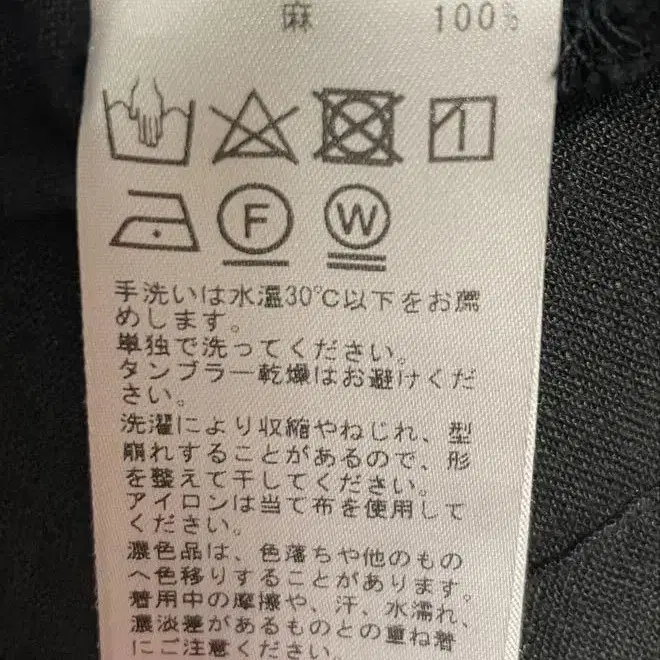 麻 100%
F W
手洗いは水温30℃以下をお薦
めします。
単独で洗ってください。
タンブラー乾燥はお避けくだ
さい。
洗濯により収縮やねじれ、型
崩れすることがあるので、形
を整えて干してください。
アイロンは当て布を使用して
ください。
濃色品は、色落ちや他のもの
へ色移りすることがあります。
着用中の摩擦や、汗、水濡れ、
濃淡差があるものとの重ね着
にご注意ください。